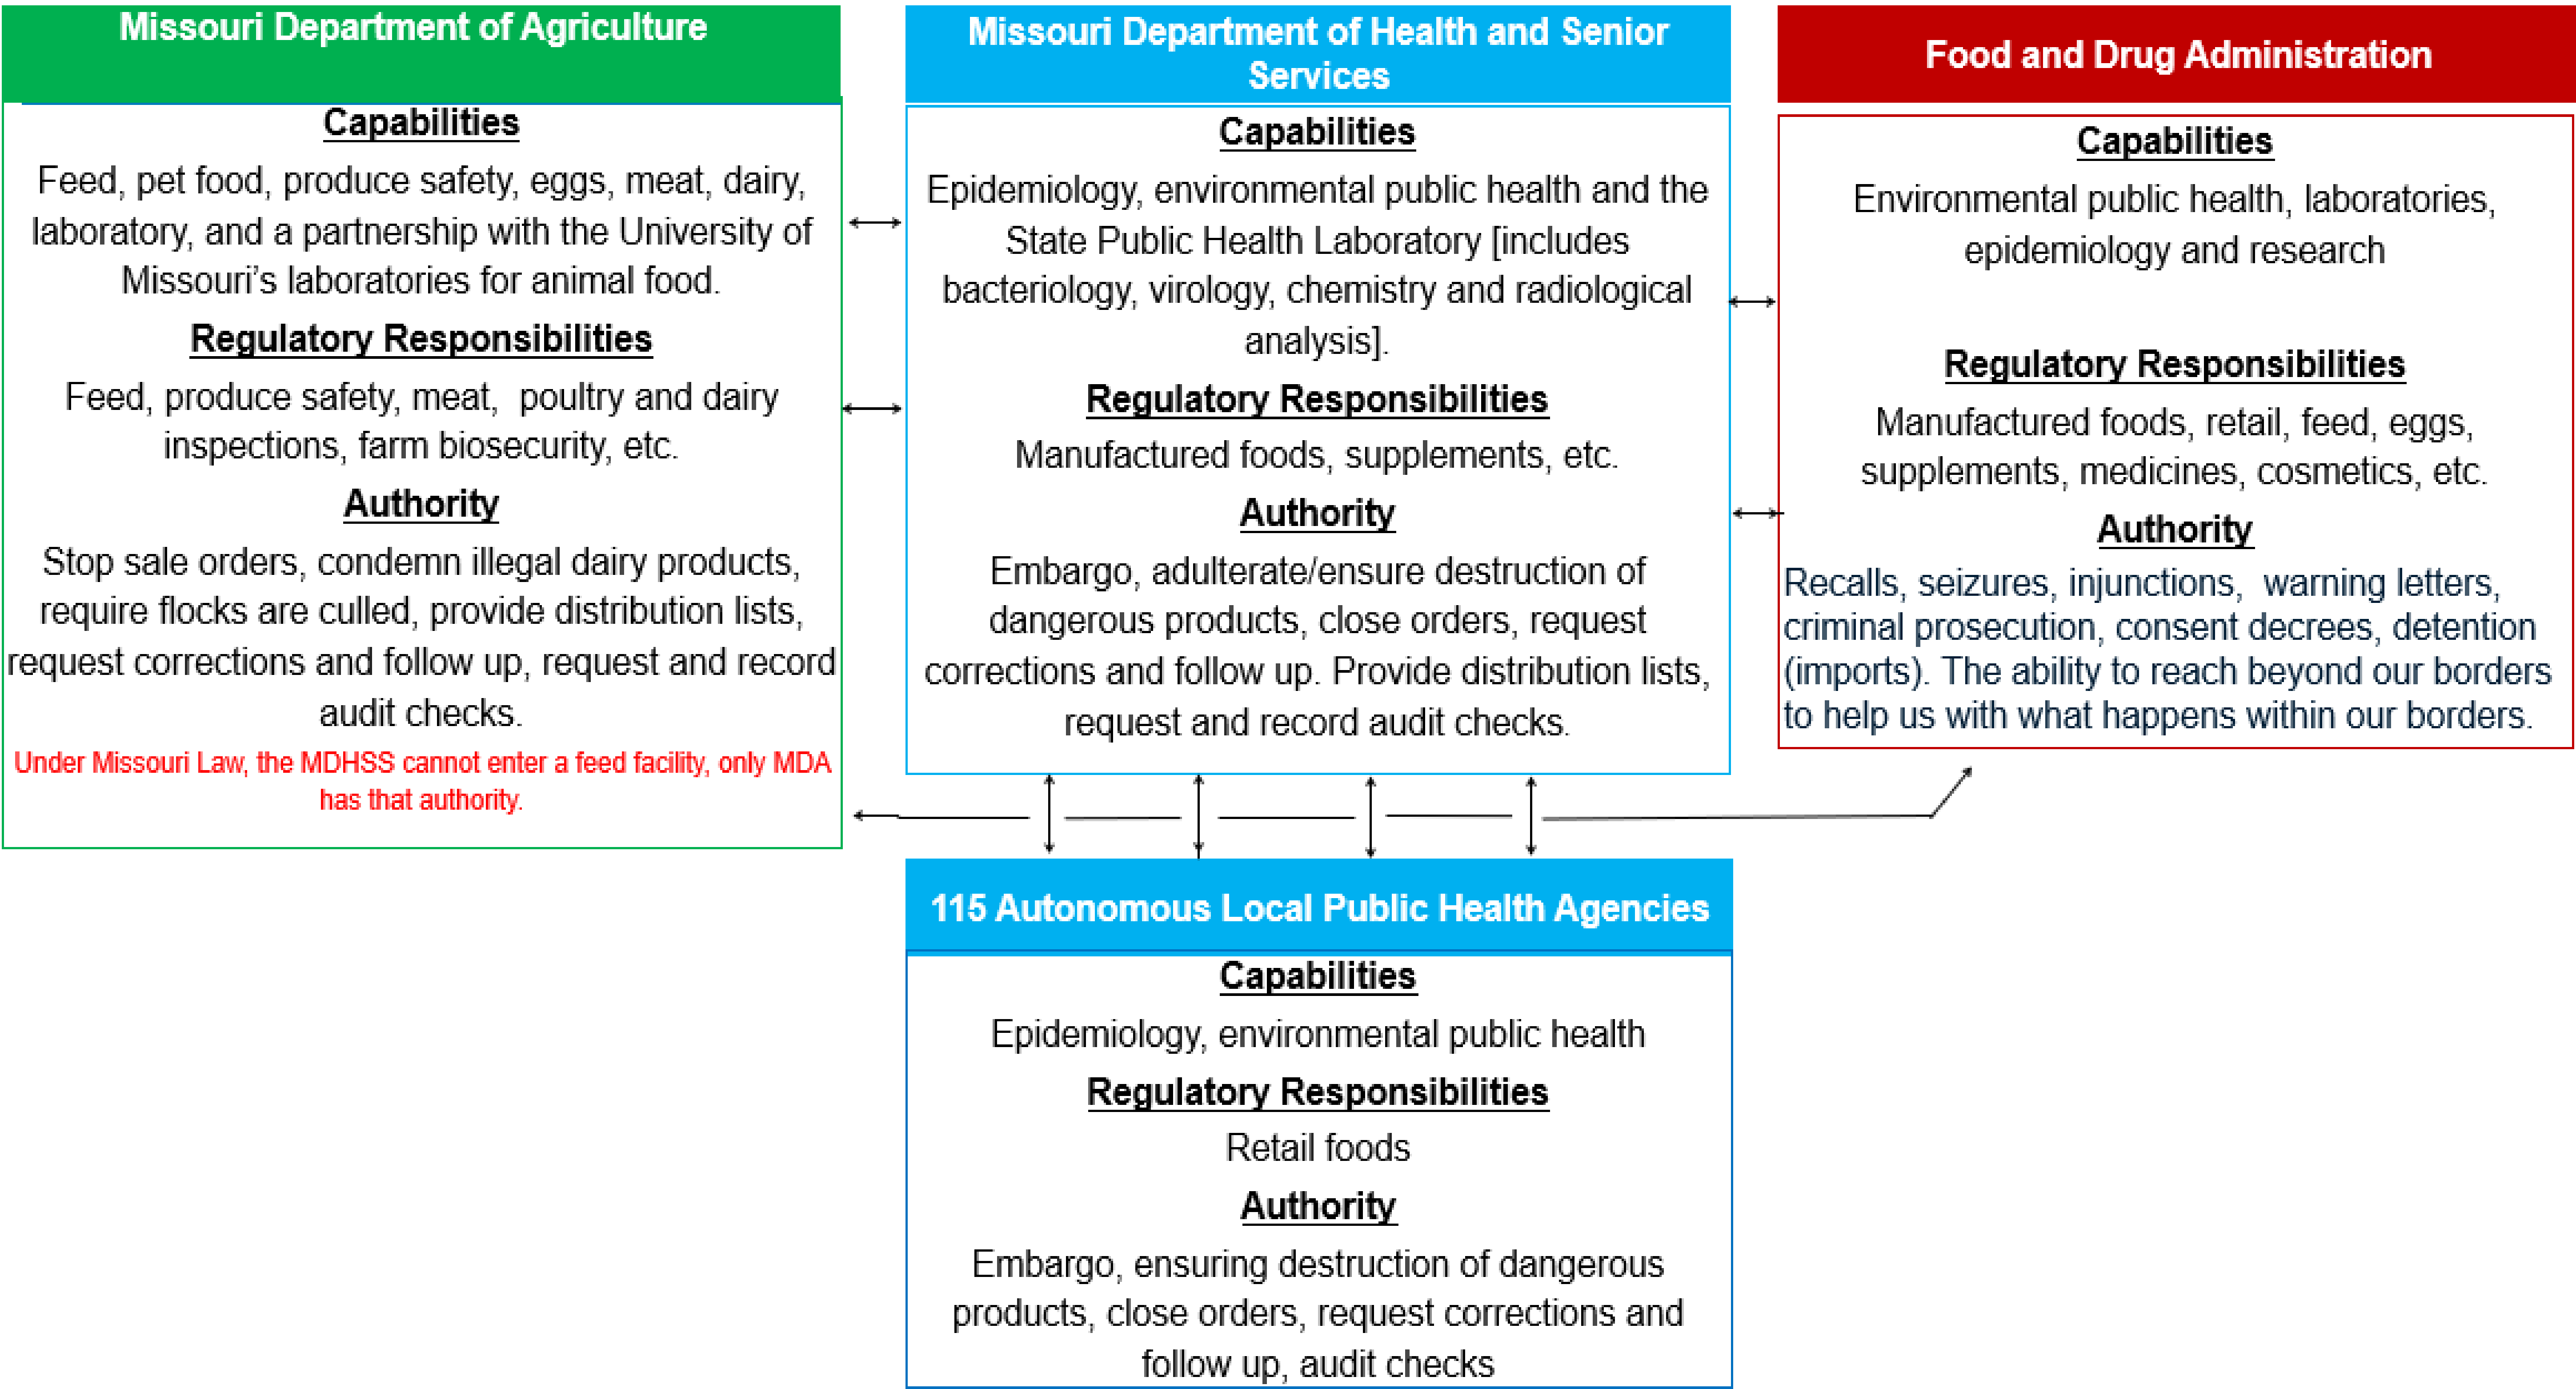 Missouri Department of Agriculture
Capabilities
Feed, pet food, produce safety, eggs, meat, dairy,
laboratory, and a partnership with the University of
Missouri's laboratories for animal food.
Regulatory Responsibilities
Feed, produce safety, meat, poultry and dairy
inspections, farm biosecurity, etc.
Authority
Stop sale orders, condemn illegal dairy products,
require flocks are culled, provide distribution lists,
request corrections and follow up, request and record
audit checks.
Under Missouri Law, the MDHSS cannot enter a feed facility, only MDA
has that authority.
Missouri Department of Health and Senior
Services
Capabilities
Epidemiology, environmental public health and the
State Public Health Laboratory [includes
bacteriology, virology, chemistry and radiological
analysis].
Regulatory Responsibilities
Manufactured foods, supplements, etc.
Authority
Embargo, adulterate/ensure destruction of
dangerous products, close orders, request
corrections and follow up. Provide distribution lists,
request and record audit checks.
Food and Drug Administration
Capabilities
Environmental public health, laboratories,
epidemiology and research
Regulatory Responsibilities
Manufactured foods, retail, feed, eggs,
supplements, medicines, cosmetics, etc.
Authority
Recalls, seizures, injunctions, warning letters,
criminal prosecution, consent decrees, detention
(imports). The ability to reach beyond our borders
to help us with what happens within our borders.
115 Autonomous Local Public Health Agencies
Capabilities
Epidemiology, environmental public health
Regulatory Responsibilities
Retail foods
Authority
Embargo, ensuring destruction of dangerous
products, close orders, request corrections and
follow up, audit checks